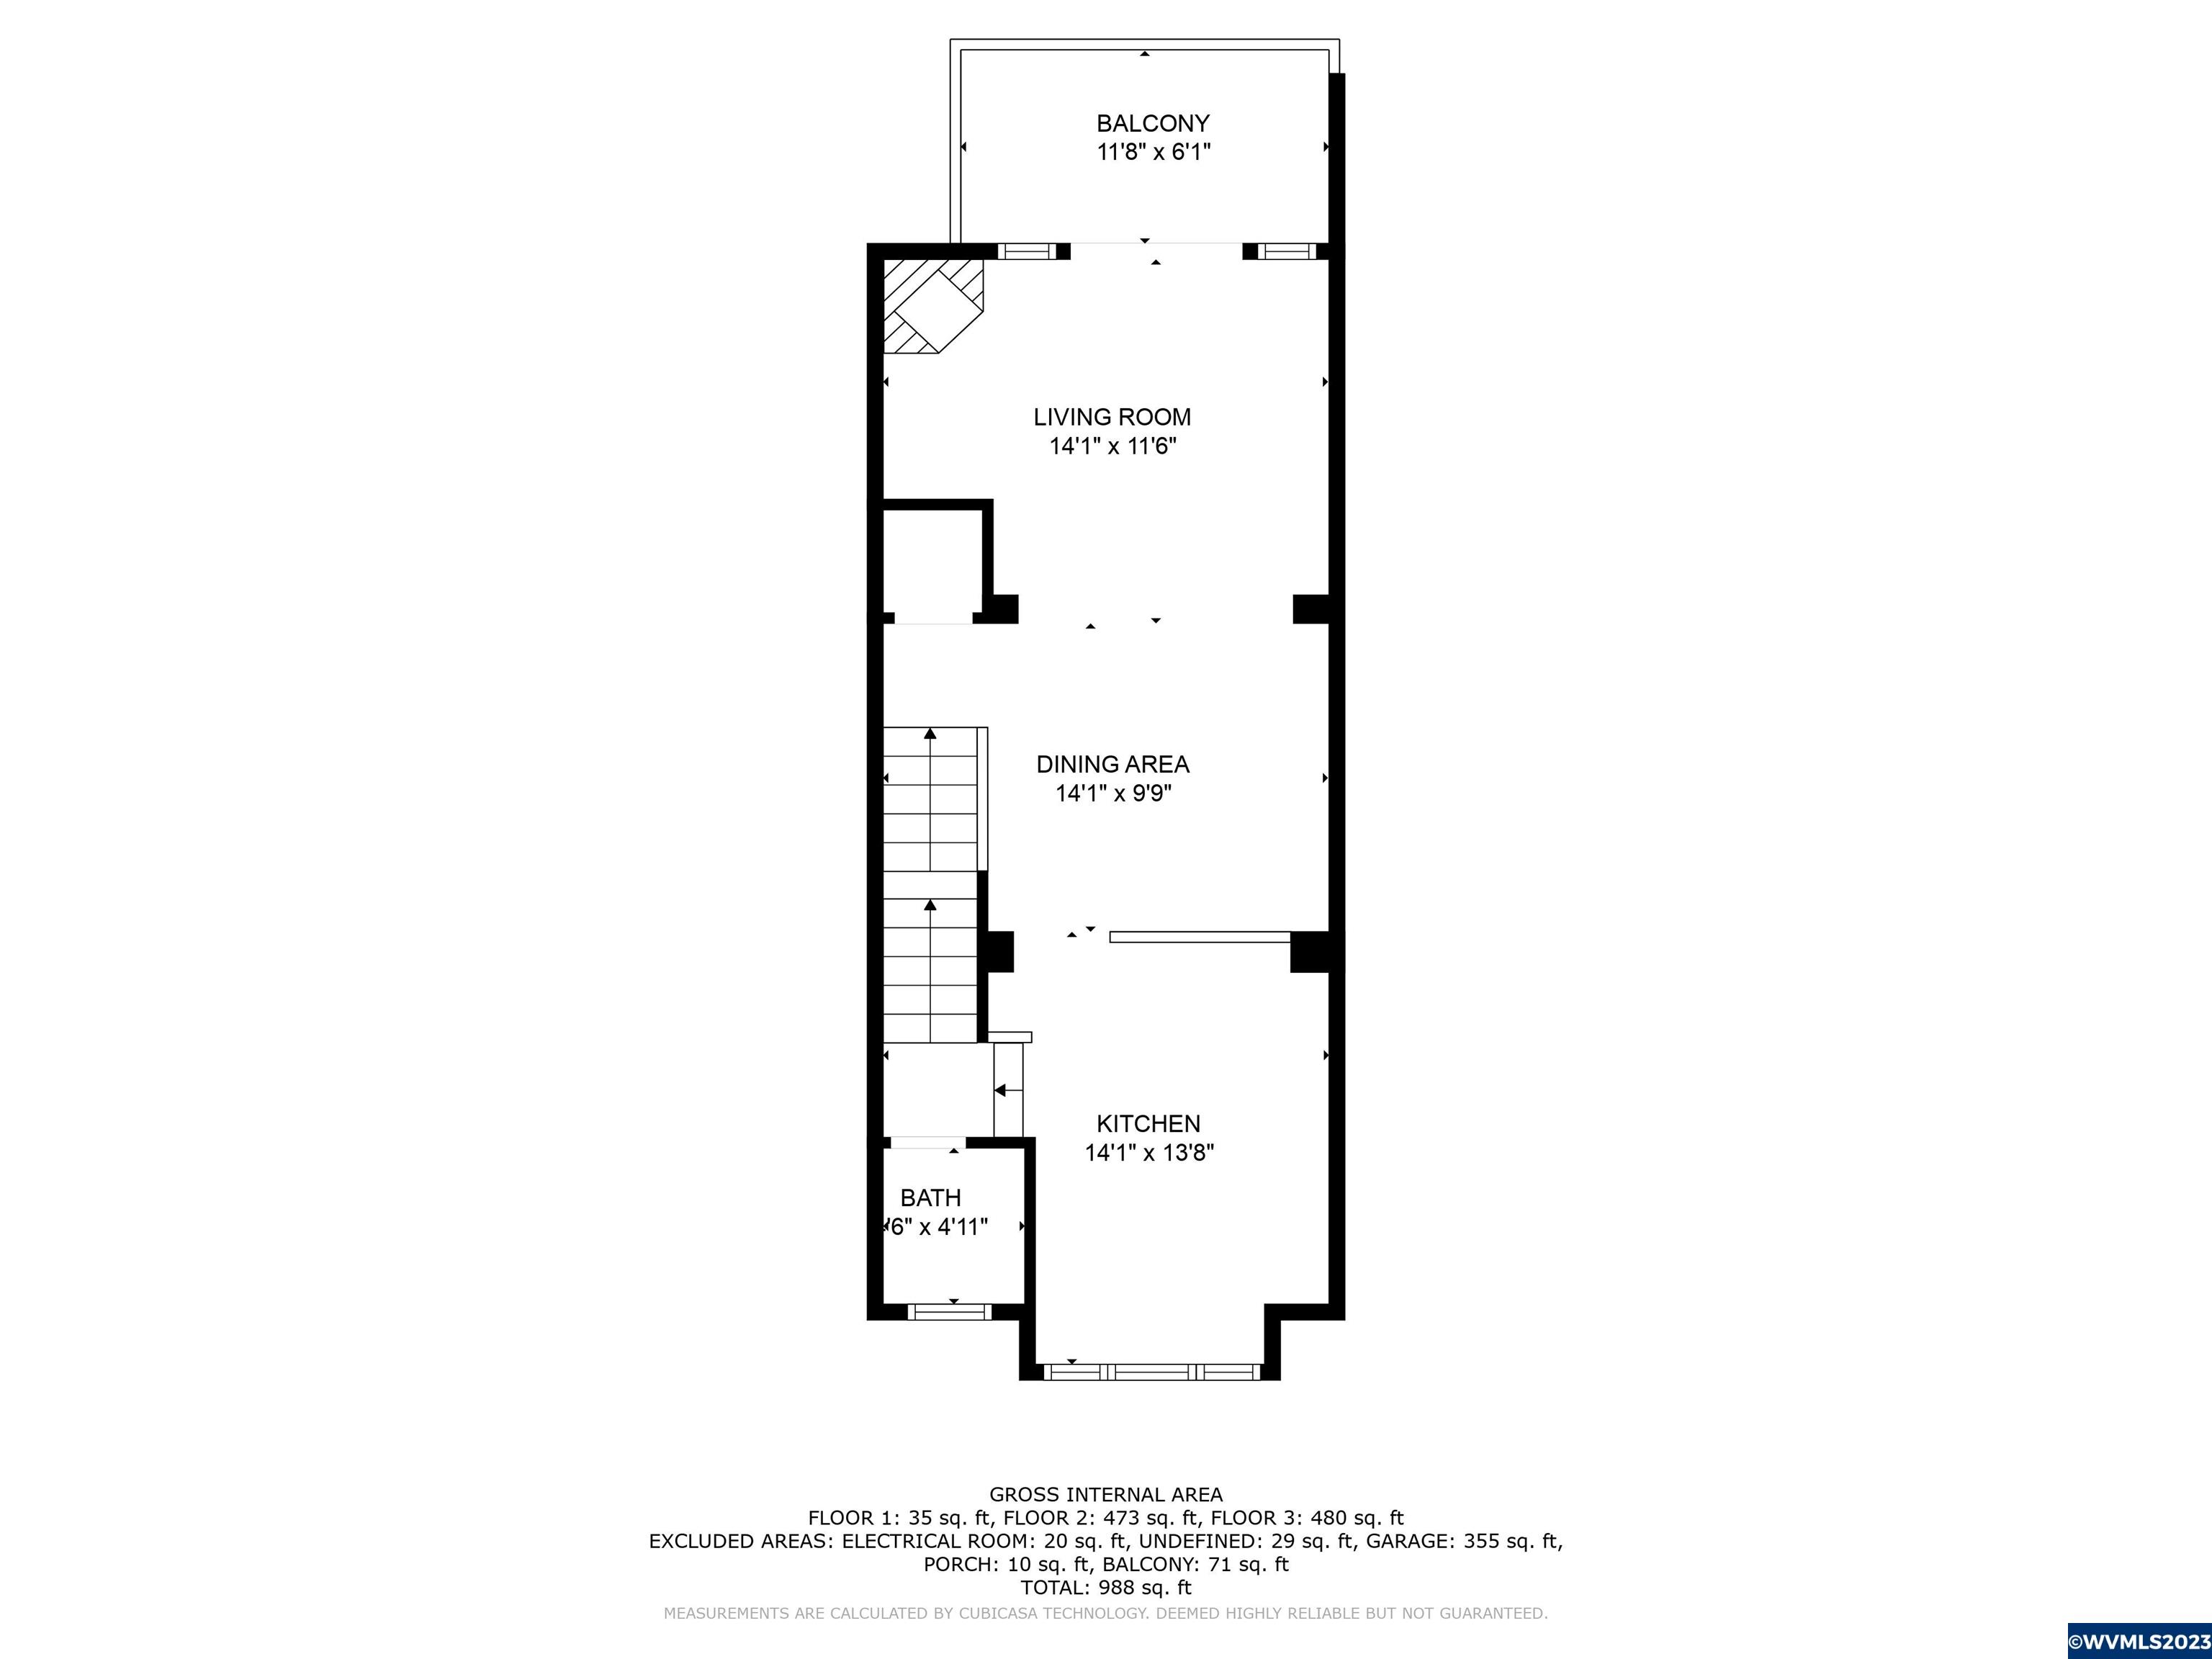 BALCONY
11'8" x 6'1"
LIVING ROOM
14'1" x 11'6"
DINING AREA
14'1" x 9'9"
KITCHEN
14'1" x 13'8"
BATH
'6" x 4'11"
GROSS INTERNAL AREA
FLOOR 1: 35 sq. ft, FLOOR 2: 473 sq. ft, FLOOR 3: 480 sq. ft
EXCLUDED AREAS: ELECTRICAL ROOM: 20 sq. ft, UNDEFINED: 29 sq. ft, GARAGE: 355 sq. ft,
PORCH: 10 sq. ft, BALCONY: 71 sq. ft
TOTAL: 988 sq. ft
MEASUREMENTS ARE CALCULATED BY CUBICASA TECHNOLOGY. DEEMED HIGHLY RELIABLE BUT NOT GUARANTEED.
©WVMLS2023